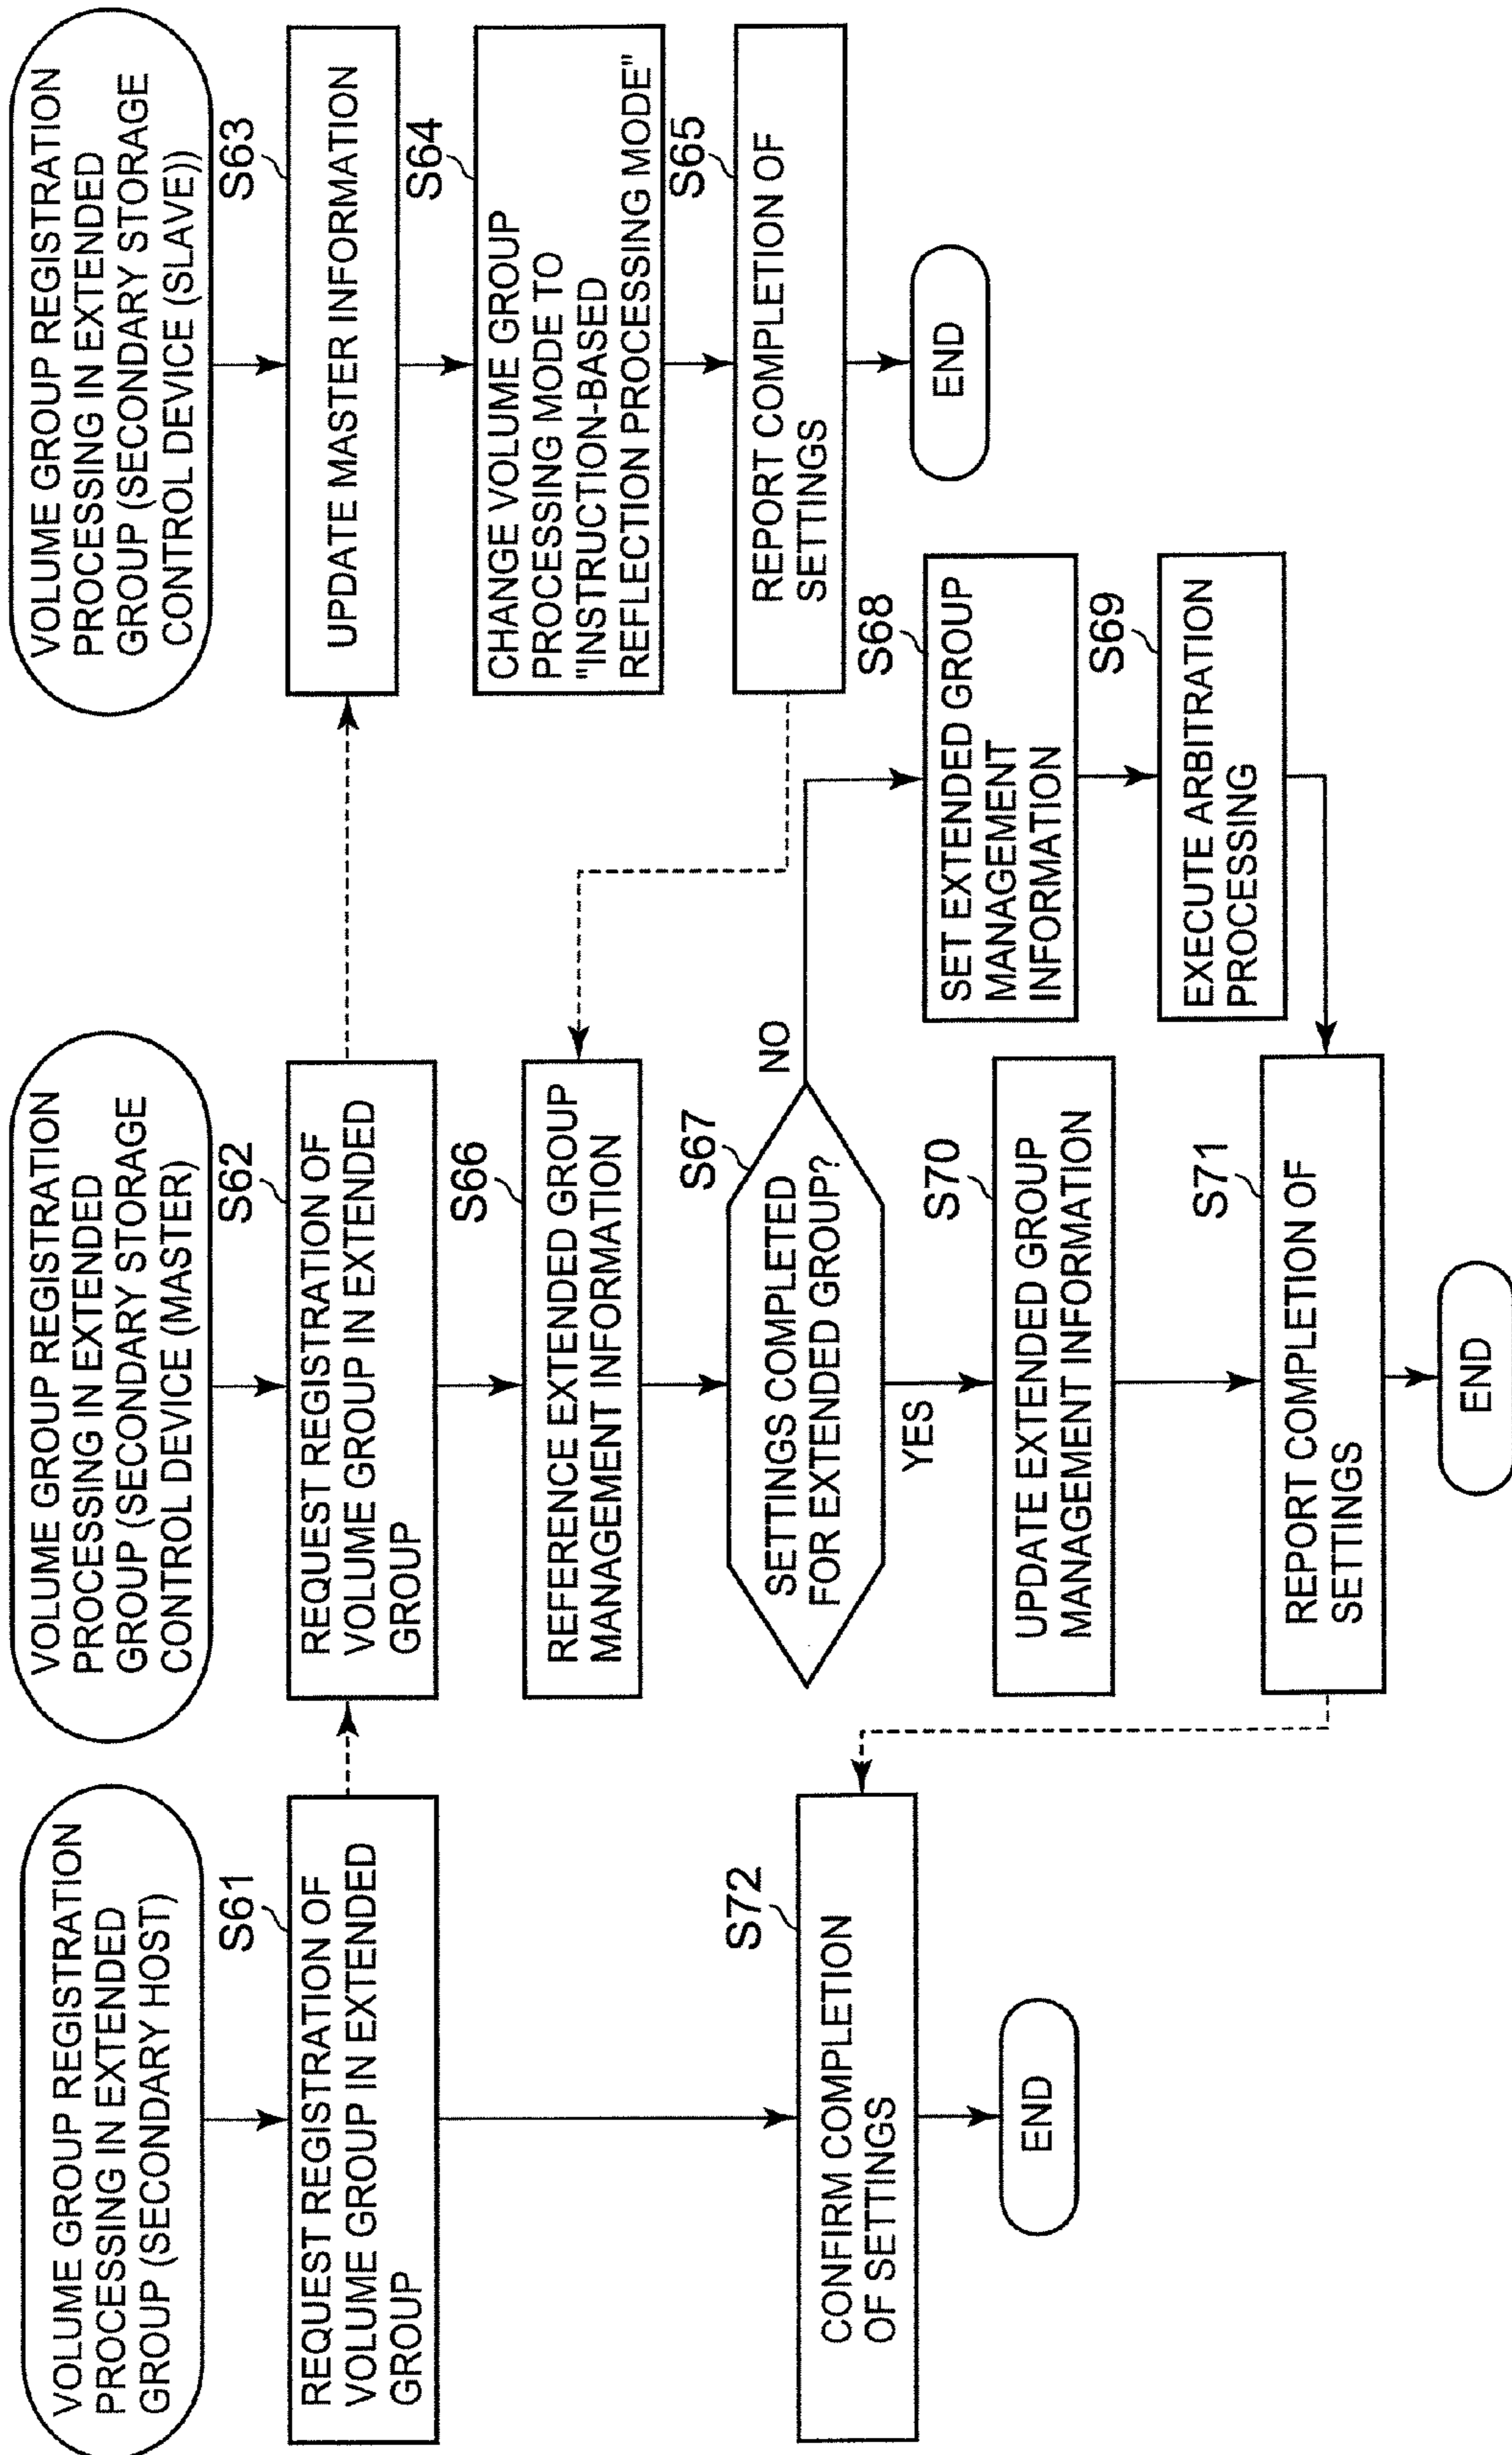 VOLUME GROUP REGISTRATION
PROCESSING IN EXTENDED
GROUP (SECONDARY HOST)
S61
REQUEST REGISTRATION OF
VOLUME GROUP IN EXTENDED
GROUP
S72
CONFIRM COMPLETION
OF SETTINGS
END
VOLUME GROUP REGISTRATION
PROCESSING IN EXTENDED
GROUP (SECONDARY STORAGE
CONTROL DEVICE (MASTER)
S62
REQUEST REGISTRATION OF
VOLUME GROUP IN EXTENDED
GROUP
S66
REFERENCE EXTENDED GROUP
MANAGEMENT INFORMATION
S67
SETTINGS COMPLETED
FOR EXTENDED GROUP?
NO
YES
S70
UPDATE EXTENDED GROUP
MANAGEMENT INFORMATION
S71
REPORT COMPLETION OF
SETTINGS
END
VOLUME GROUP REGISTRATION
PROCESSING IN EXTENDED
GROUP (SECONDARY STORAGE
CONTROL DEVICE (SLAVE))
S63
UPDATE MASTER INFORMATION
S64
CHANGE VOLUME GROUP
PROCESSING MODE TO
"INSTRUCTION-BASED
REFLECTION PROCESSING MODE"
S65
REPORT COMPLETION OF
SETTINGS
END
S68
SET EXTENDED GROUP
MANAGEMENT
INFORMATION
S69
EXECUTE ARBITRATION
PROCESSING